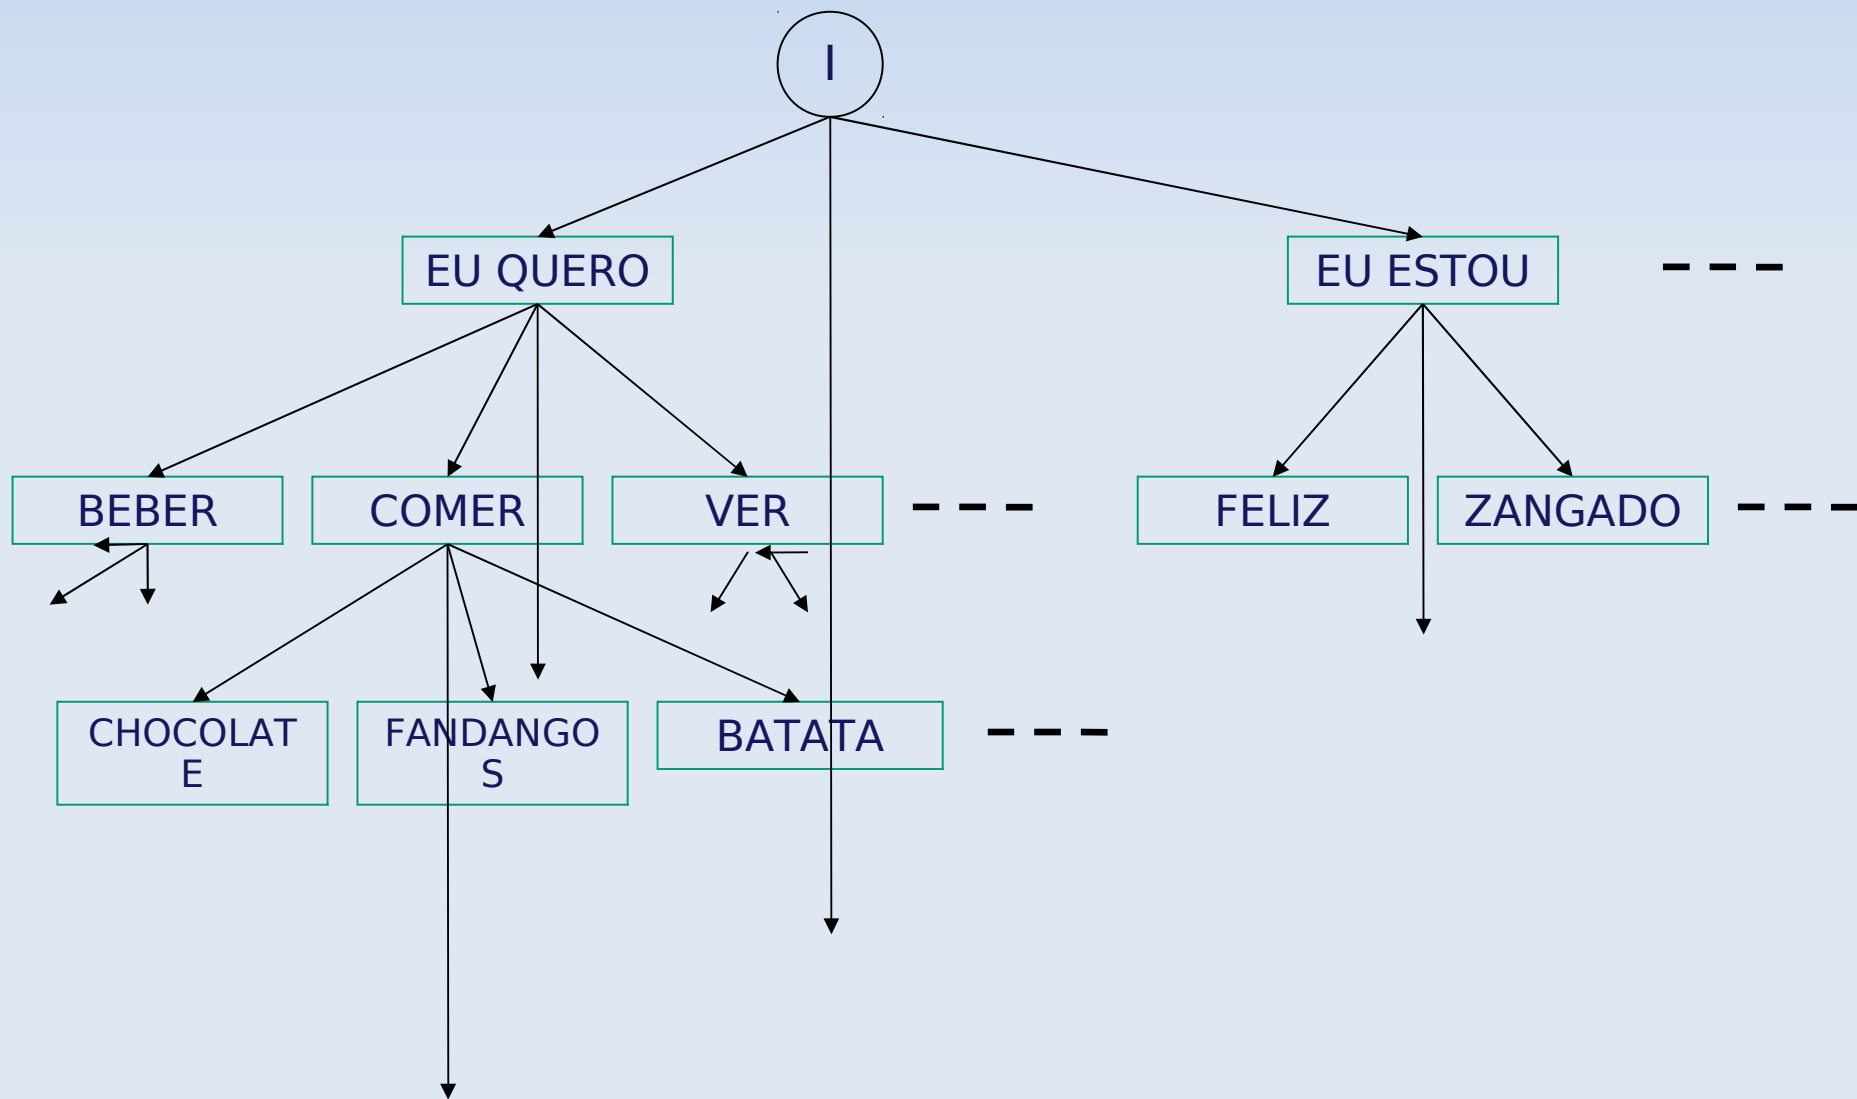 I
EU QUERO
EU ESTOU
BEBER
COMER
VER
FELIZ
ZANGADO
CHOCOLAT
E
FANDANGO
S
BATATA